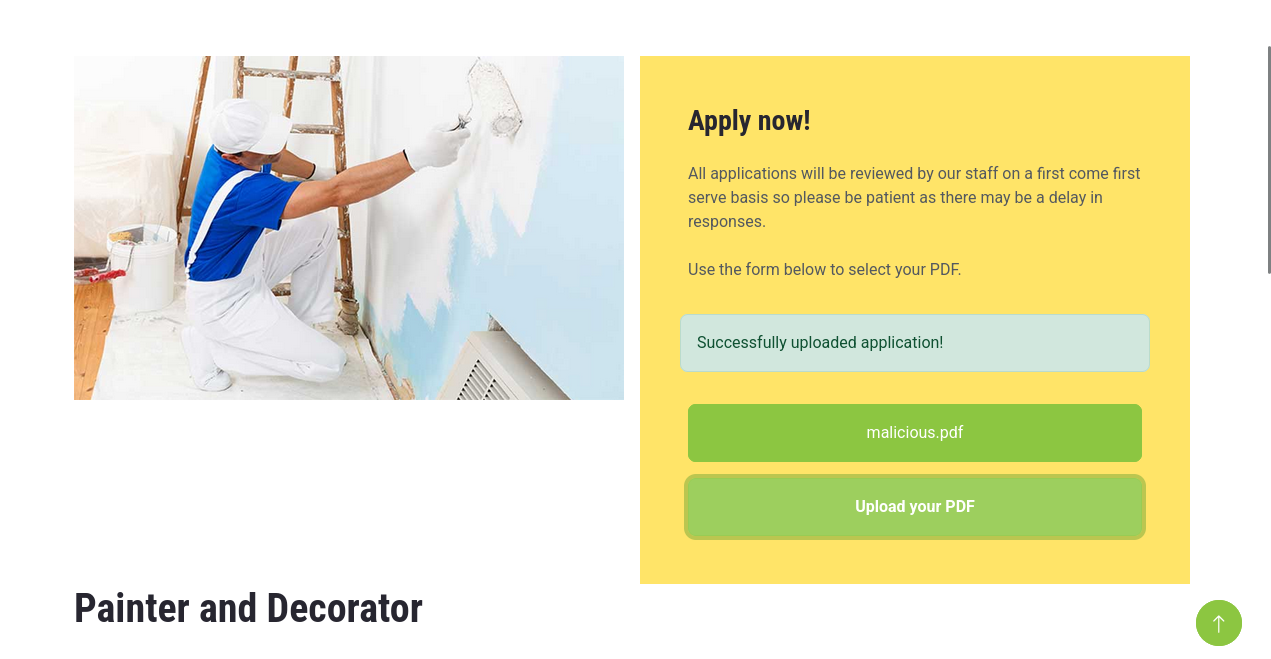 Apply now!
All applications will be reviewed by our staff on a first come first
serve basis so please be patient as there may be a delay in
responses.
Use the form below to select your PDF.
Successfully uploaded application!
malicious.pdf
Upload your PDF
Painter and Decorator